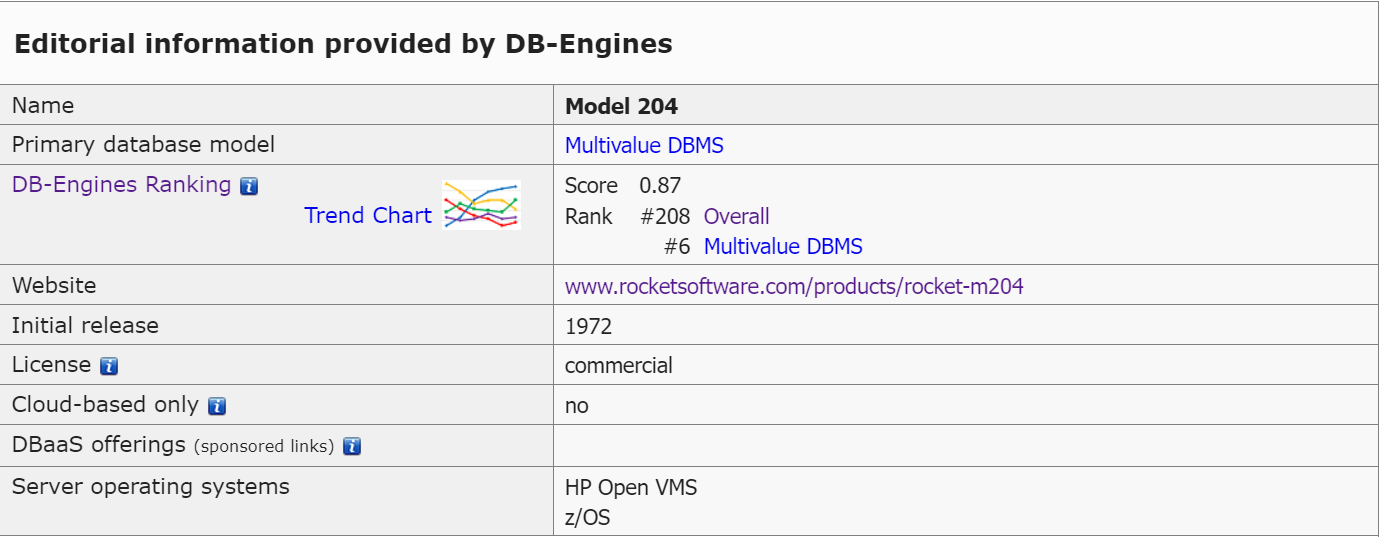 Editorial information provided by DB-Engines
Name Model 204
Primary database model Multivalue DBMS
DB-Engines Ranking Score 0.87
Trend Chart Rank #208 Overall
#6 Multivalue DBMS
Website www.rocketsoftware.com/products/rocket-m204
Initial release 1972
License commercial
Cloud-based only no
DBaaS offerings (sponsored links)
Server operating systems HP Open VMS
z/OS